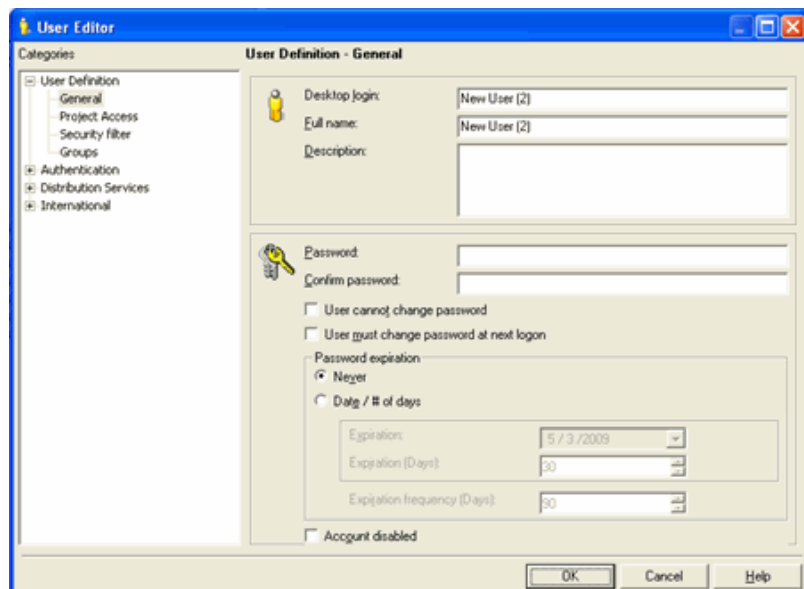 User Editor
Categories
User Definition
General
Project Access
Security filter
Groups
Authentication
Distribution Services
International
User Definition - General
Desktop login:
New User (2)
Full name:
New User (2)
Description:
Password:
Confirm password:
User cannot change password
User must change password at next logon
Password expiration
Never
Date / # of days
Expiration:
5 / 3 /2009
Expiration (Days):
30
Expiration frequency (Days):
90
Account disabled
OK
Cancel
Help